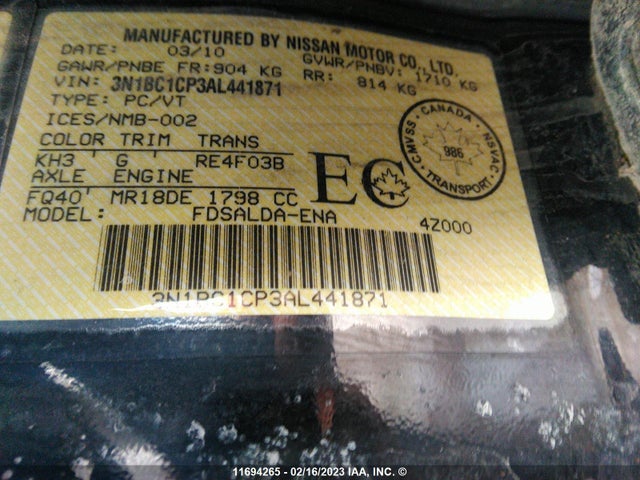 MANUFACTURED BY NISSAN MOTOR CO., LTD.
DATE: 03/10 GVWR/PNBV: 1710 KG
GAWR/PNBE FR: 904 KG RR: 814 KG
VIN: 3N1BC1CP3AL441871
TYPE: PC/VT
ICES/NMB-002
COLOR TRIM TRANS
KH3 G RE4F03B
AXLE ENGINE
FQ40 MR18DE 1798 CC
MODEL: FDSALDA-ENA
4Z000
EC
CANADA
CMVSS NSVAC
986
TRANSPORT
3N1BC1CP3AL441871
11694265 - 02/16/2023 IAA, INC. ©